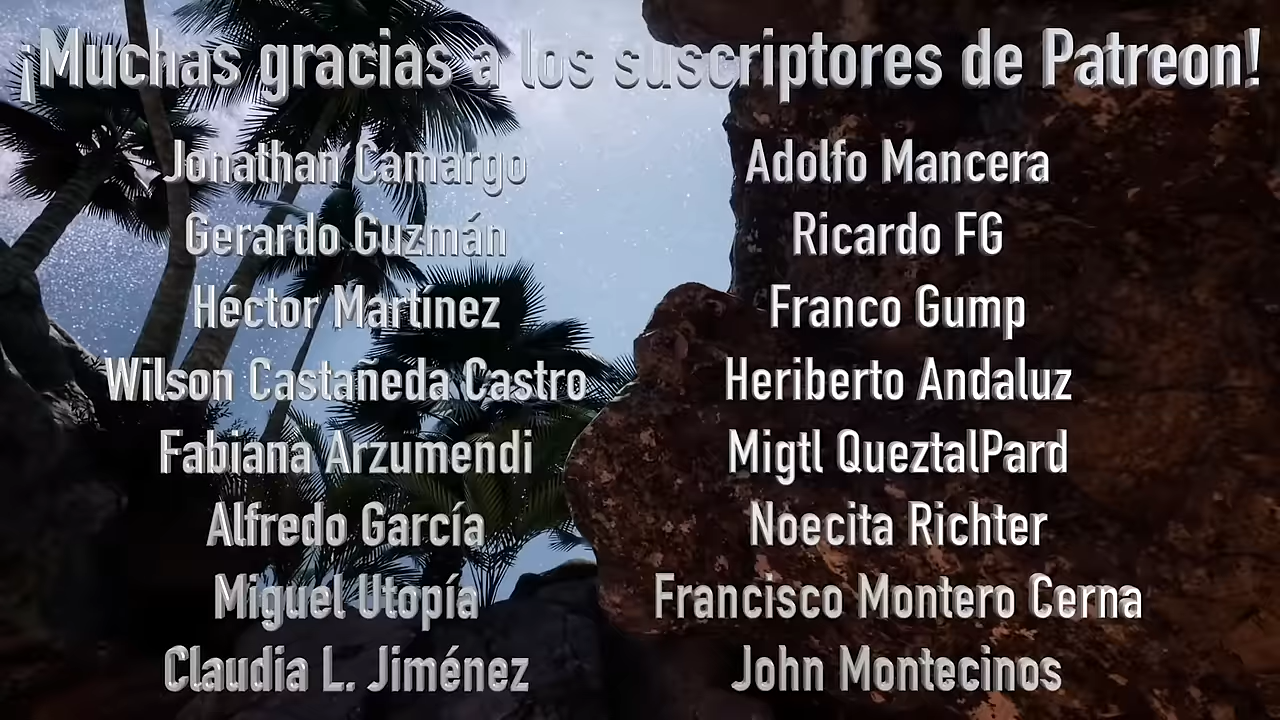 ¡Muchas gracias a los suscriptores de Patreon!
Jonathan Camargo
Gerardo Guzmán
Héctor Martínez
Wilson Castañeda Castro
Fabiana Arzumendi
Alfredo García
Miguel Utopía
Claudia L. Jiménez
Adolfo Mancera
Ricardo FG
Franco Gump
Heriberto Andaluz
Migtl QueztalPard
Noecita Richter
Francisco Montero Cerna
John Montecinos